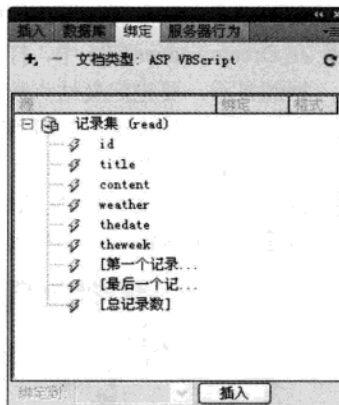 插入 数据库 绑定 服务器行为
文档类型: ASP VBScript
源 绑定 格式
记录集 (read)
id
title
content
weather
thedate
theweek
[第一个记录...
[最后一个记...
[总记录数]
绑定到: 插入